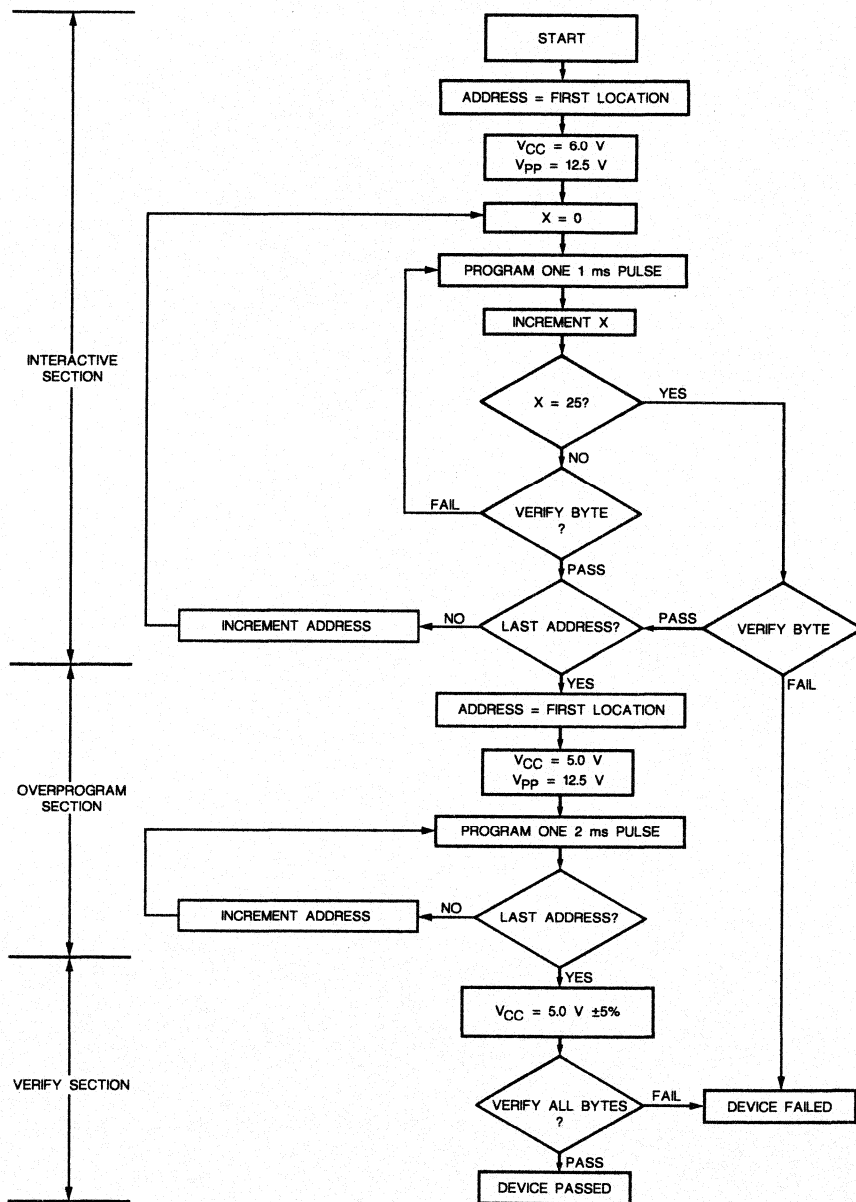 START
ADDRESS = FIRST LOCATION
VCC = 6.0 V
VPP = 12.5 V
X = 0
PROGRAM ONE 1 ms PULSE
INCREMENT X
INTERACTIVE
SECTION
X = 25?
YES
NO
FAIL
VERIFY BYTE
?
PASS
INCREMENT ADDRESS
NO
LAST ADDRESS?
PASS
VERIFY BYTE
YES
FAIL
ADDRESS = FIRST LOCATION
VCC = 5.0 V
VPP = 12.5 V
OVERPROGRAM
SECTION
PROGRAM ONE 2 ms PULSE
INCREMENT ADDRESS
NO
LAST ADDRESS?
YES
VCC = 5.0 V ±5%
VERIFY SECTION
VERIFY ALL BYTES
?
FAIL
DEVICE FAILED
PASS
DEVICE PASSED